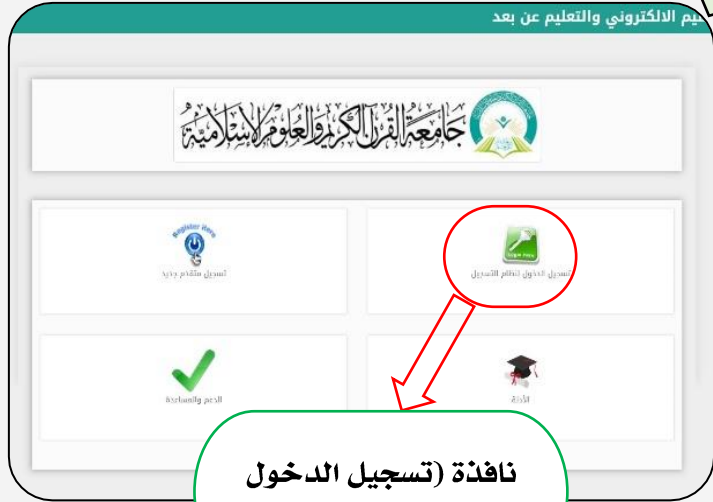 يم الالكتروني والتعليم عن بعد
جامعة القرآن الكريم والعلوم الإسلامية
تسجيل الدخول لنظام التسجيل
Register Here
تسجيل متقدم جديد
الأدلة
الدعم والمساعدة
نافذة (تسجيل الدخول